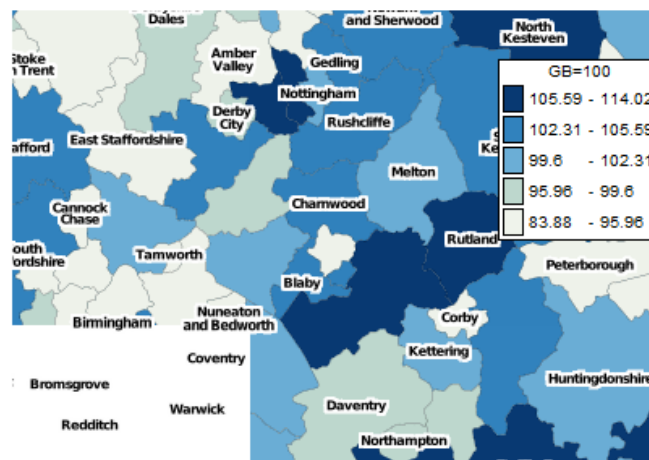 Dales
and Sherwood
North
Kesteven
Stoke
Trent
Amber
Valley
Gedling
GB=100
105.59 - 114.02
102.31 - 105.59
99.6 - 102.31
95.96 - 99.6
83.88 - 95.96
Nottingham
Derby
City
Rushcliffe
East Staffordshire
afford
Melton
Charnwood
Cannock
Chase
Rutland
Tamworth
outh
fordshire
Peterborough
Blaby
Nuneaton
and Bedworth
Birmingham
Corby
Kettering
Coventry
Huntingdonshire
Bromsgrove
Warwick
Daventry
Redditch
Northampton